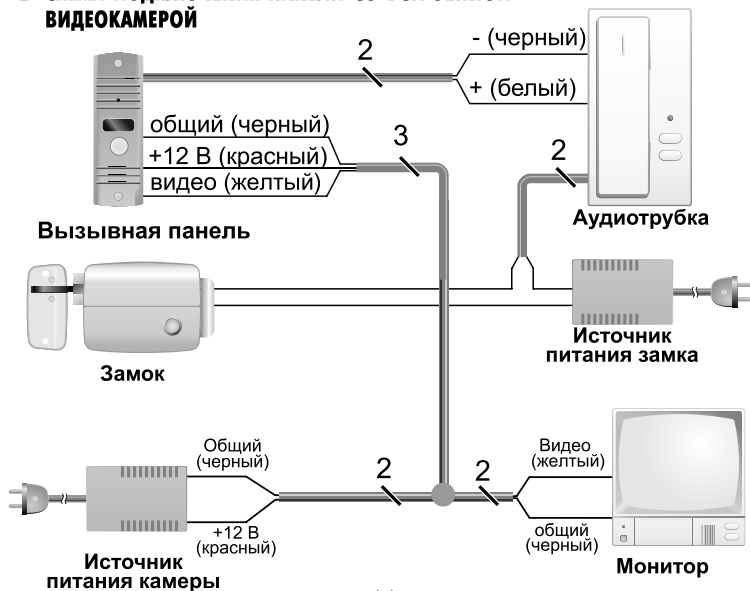 ВИДЕОКАМЕРОЙ
2
- (черный)
+ (белый)
общий (черный)
+12 В (красный)
видео (желтый)
3
2
Вызывная панель
Аудиотрубка
Замок
Источник
питания замка
Общий
(черный)
+12 В
(красный)
2
2
Видео
(желтый)
общий
(черный)
Источник
питания камеры
Монитор